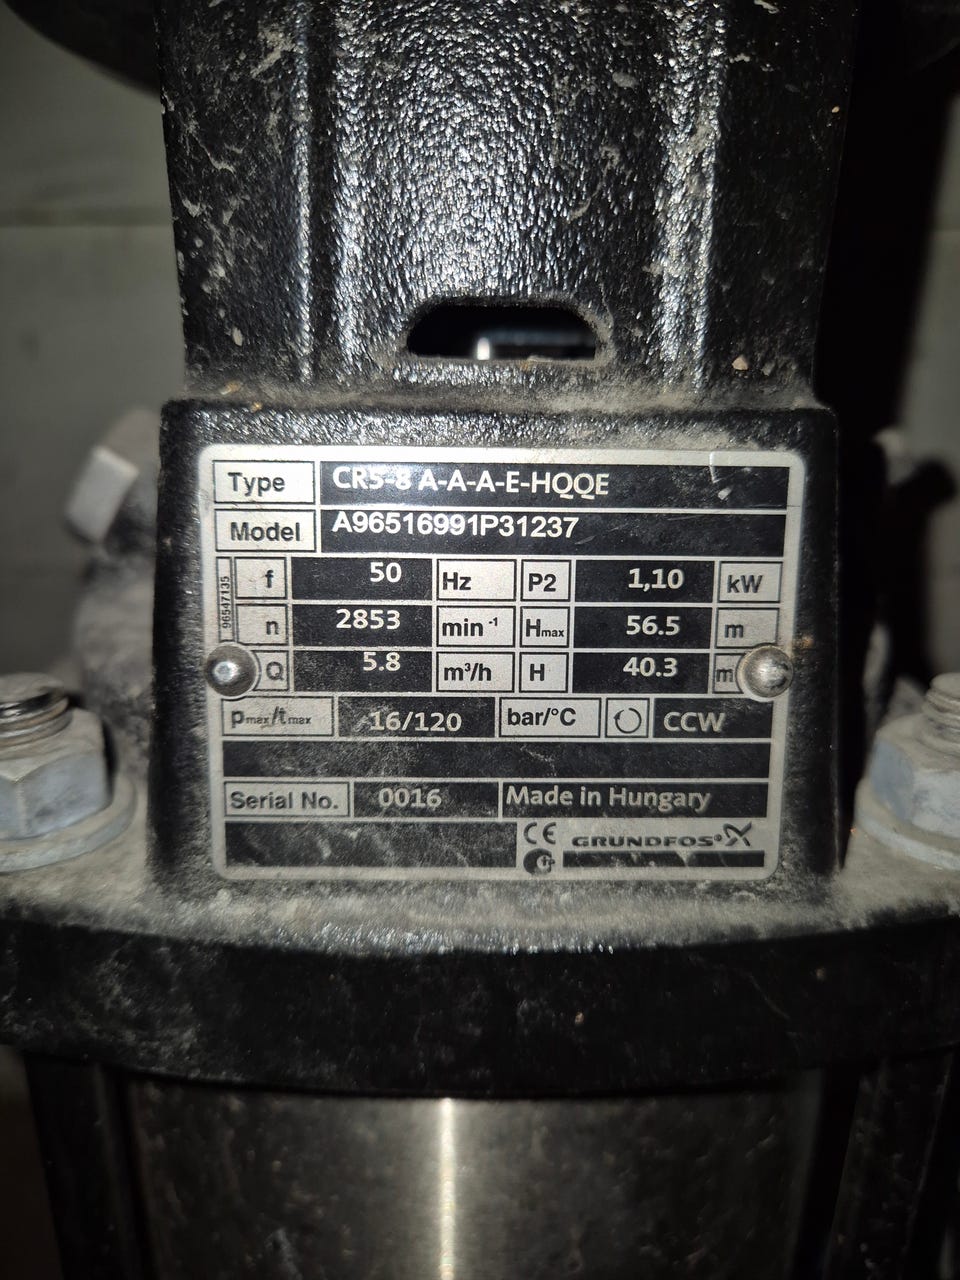 Type CR5-8 A-A-A-E-HQQE
Model A96516991P31237
96547135
f 50 Hz P2 1,10 kW
n 2853 min⁻¹ Hmax 56.5 m
Q 5.8 m³/h H 40.3 m
pmax/tmax 16/120 bar/°C CCW
Serial No. 0016 Made in Hungary
CE GRUNDFOS®